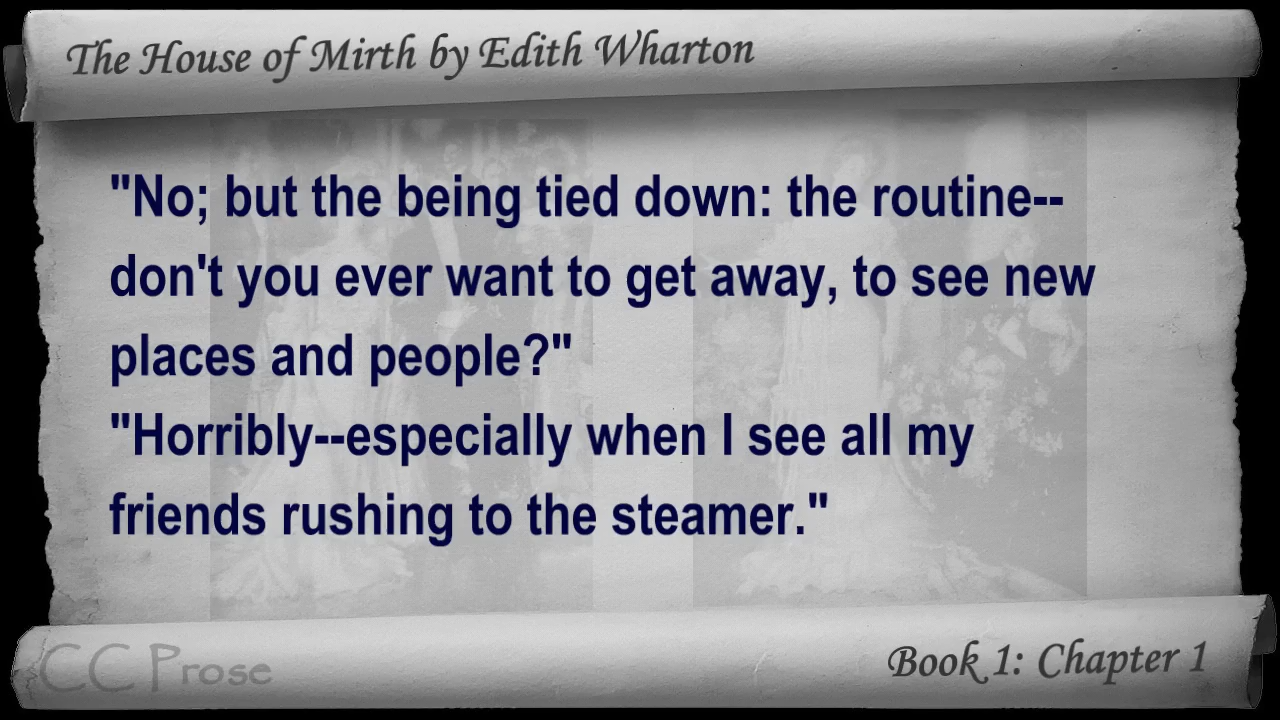 The House of Mirth by Edith Wharton
"No; but the being tied down: the routine--
don't you ever want to get away, to see new
places and people?"
"Horribly--especially when I see all my
friends rushing to the steamer."
CC Prose
Book 1: Chapter 1